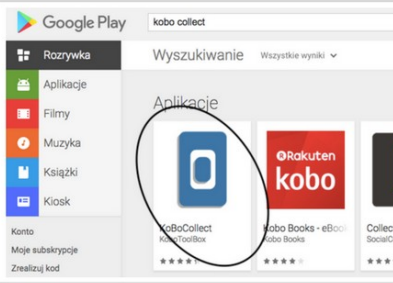 Google Play
kobo collect
Rozrywka
Wyszukiwanie
Wszystkie wyniki
Aplikacje
Filmy
Muzyka
Książki
Kiosk
Konto
Moje subskrypcje
Zrealizuj kod
Aplikacje
KoBoCollect
KoboToolBox
Rakuten
kobo
Kobo Books - eBoo
Kobo Books
Collec
SocialC